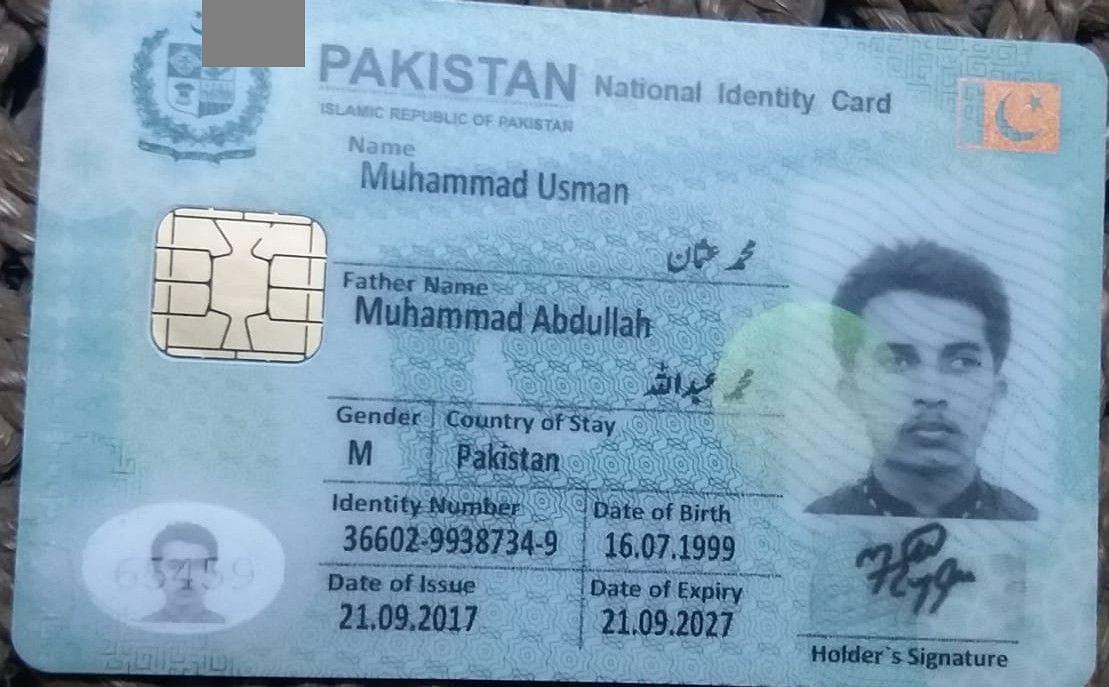 PAKISTAN National Identity Card
ISLAMIC REPUBLIC OF PAKISTAN
Name
Muhammad Usman
محمد عثمان
Father Name
Muhammad Abdullah
محمد عبداللہ
Gender Country of Stay
M Pakistan
Identity Number Date of Birth
36602-9938734-9 16.07.1999
Date of Issue Date of Expiry
21.09.2017 21.09.2027
Holder`s Signature